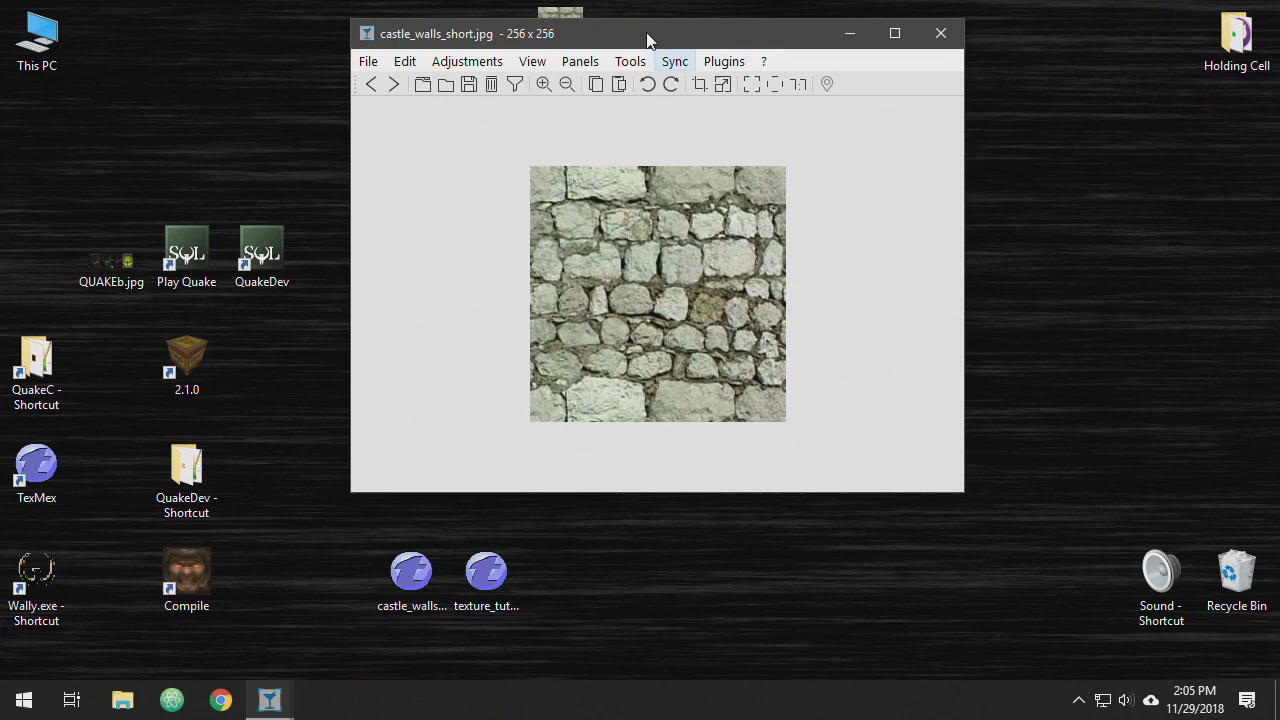 This PC
castle_walls_short.jpg - 256 x 256
File Edit Adjustments View Panels Tools Sync Plugins ?
Holding Cell
QUAKEb.jpg
Play Quake
QuakeDev
QuakeC -
Shortcut
2.1.0
TexMex
QuakeDev -
Shortcut
Wally.exe -
Shortcut
Compile
castle_walls...
texture_tut...
Sound -
Shortcut
Recycle Bin
2:05 PM
11/29/2018